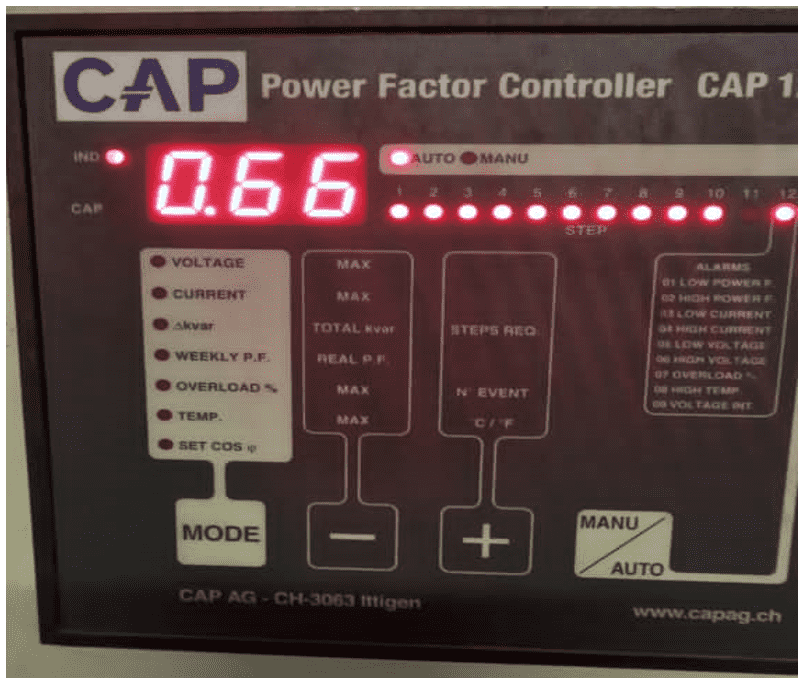 CAP Power Factor Controller CAP 1
IND 0.66 AUTO MANU
1 2 3 4 5 6 7 8 9 10 11 12
CAP
STEP
VOLTAGE
CURRENT
Δkvar
WEEKLY P.F.
OVERLOAD %
TEMP.
SET COS φ
MAX
MAX
TOTAL kvar
REAL P.F.
MAX
MAX
STEPS REQ.
N° EVENT
°C / °F
ALARMS
01 LOW POWER F.
02 HIGH POWER F.
03 LOW CURRENT
04 HIGH CURRENT
05 LOW VOLTAGE
06 HIGH VOLTAGE
07 OVERLOAD %
08 HIGH TEMP.
09 VOLTAGE INT.
MODE
−
+
MANU
AUTO
CAP AG - CH-3063 Ittigen
www.capag.ch